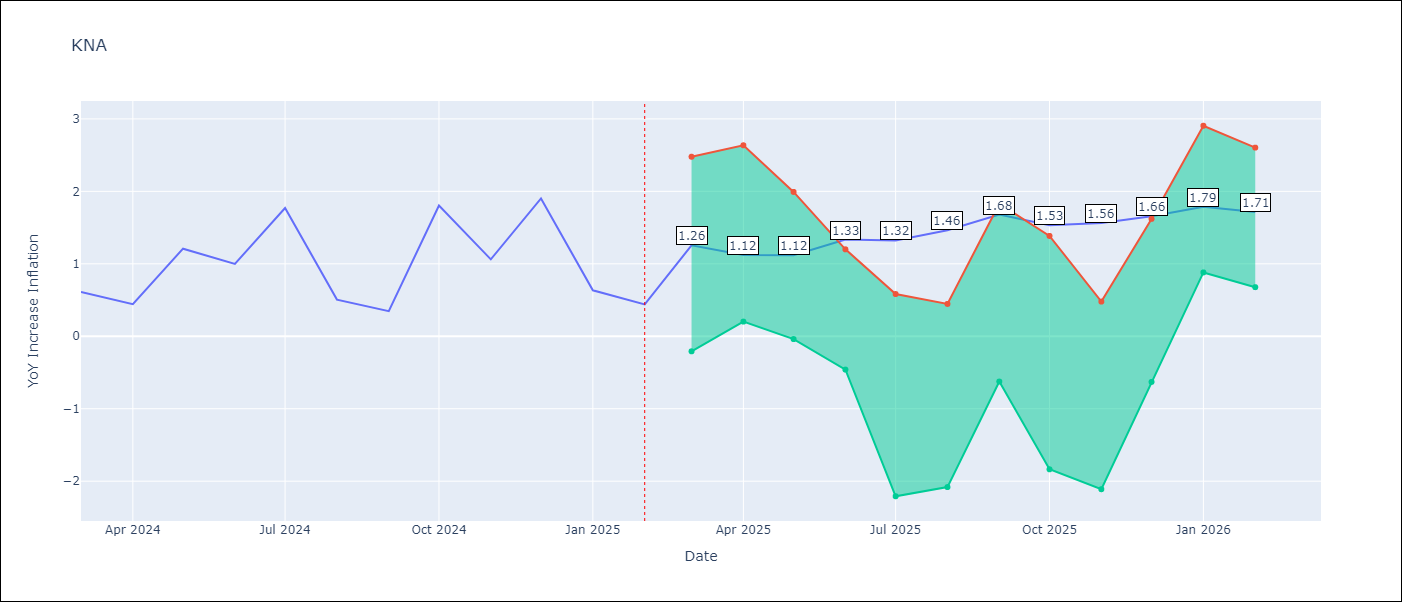 KNA
YoY Increase Inflation
3
2
1
0
−1
−2
1.26
1.12
1.12
1.33
1.32
1.46
1.68
1.53
1.56
1.66
1.79
1.71
Apr 2024
Jul 2024
Oct 2024
Jan 2025
Apr 2025
Jul 2025
Oct 2025
Jan 2026
Date